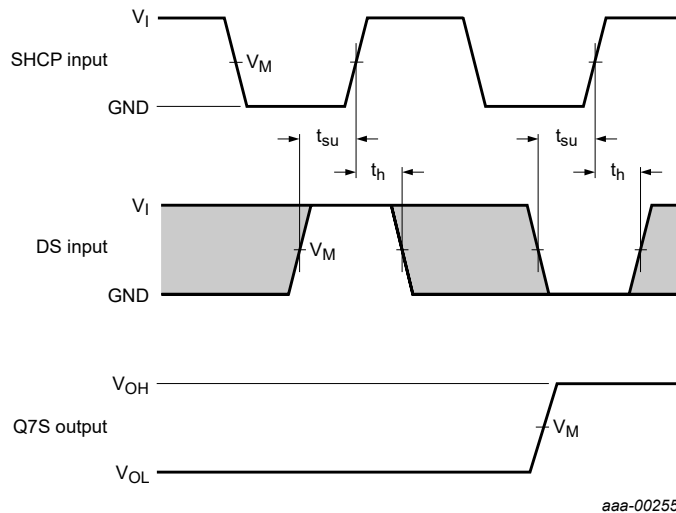 V_I
SHCP input
V_M
GND
t_su
t_su
t_h
t_h
V_I
DS input
V_M
GND
V_OH
Q7S output
V_M
V_OL
aaa-00255